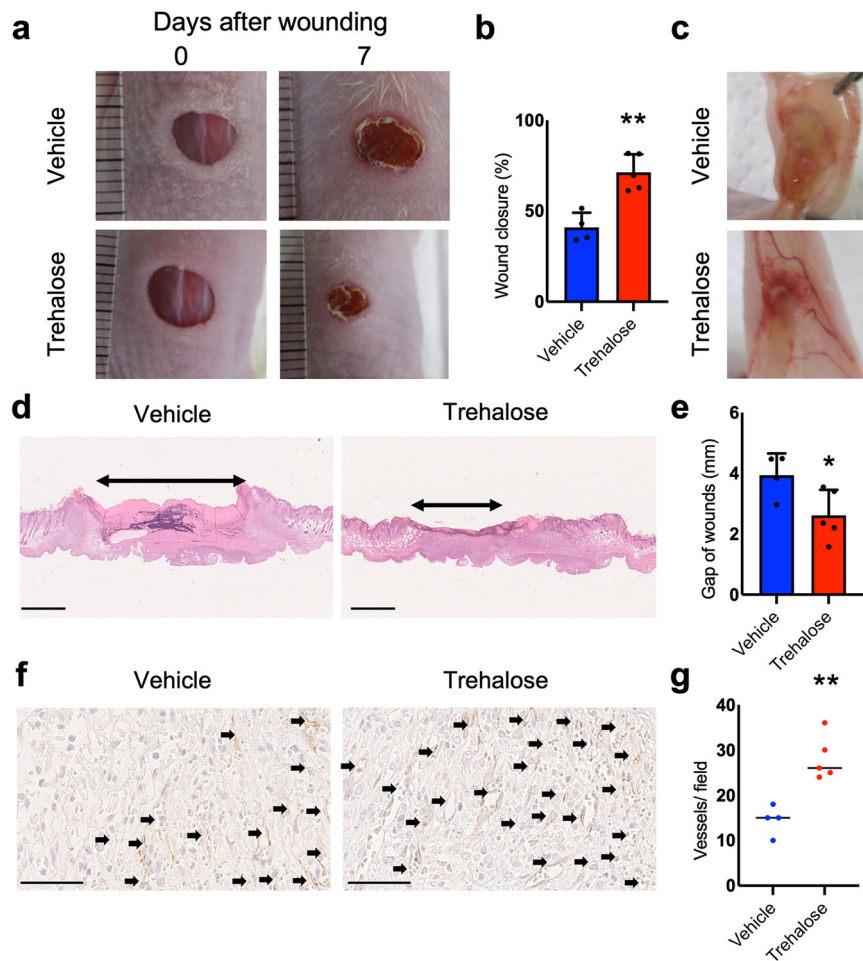 a
Days after wounding
0 7
Vehicle
Trehalose
b
Wound closure (%)
100
50
0
**
Vehicle
Trehalose
c
Vehicle
Trehalose
d
Vehicle
Trehalose
e
Gap of wounds (mm)
6
4
2
0
*
Vehicle
Trehalose
f
Vehicle
Trehalose
g
Vessels/ field
40
30
20
10
0
**
Vehicle
Trehalose